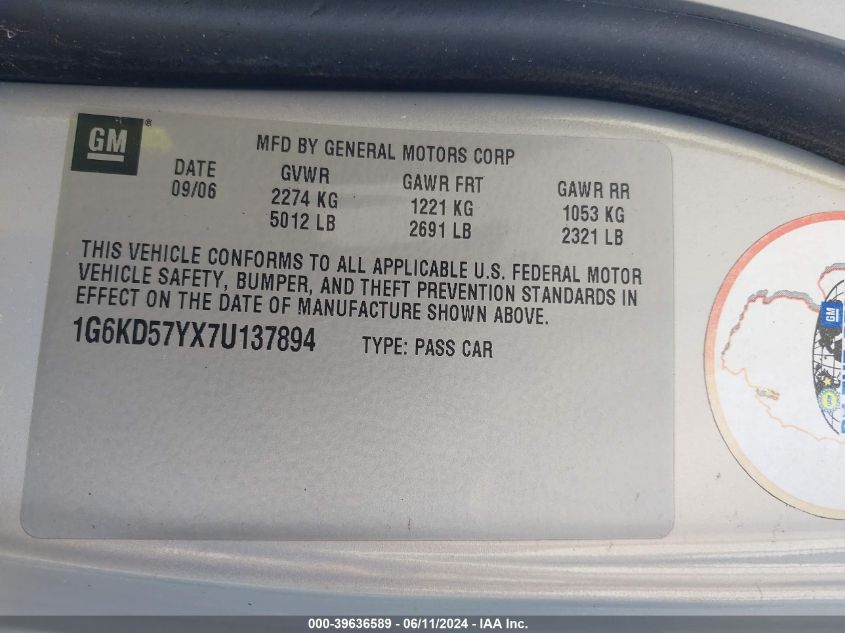 GM ®
MFD BY GENERAL MOTORS CORP
DATE GVWR GAWR FRT GAWR RR
09/06 2274 KG 1221 KG 1053 KG
5012 LB 2691 LB 2321 LB
THIS VEHICLE CONFORMS TO ALL APPLICABLE U.S. FEDERAL MOTOR
VEHICLE SAFETY, BUMPER, AND THEFT PREVENTION STANDARDS IN
EFFECT ON THE DATE OF MANUFACTURE SHOWN ABOVE.
1G6KD57YX7U137894 TYPE: PASS CAR
GM
000-39636589 - 06/11/2024 - IAA Inc.